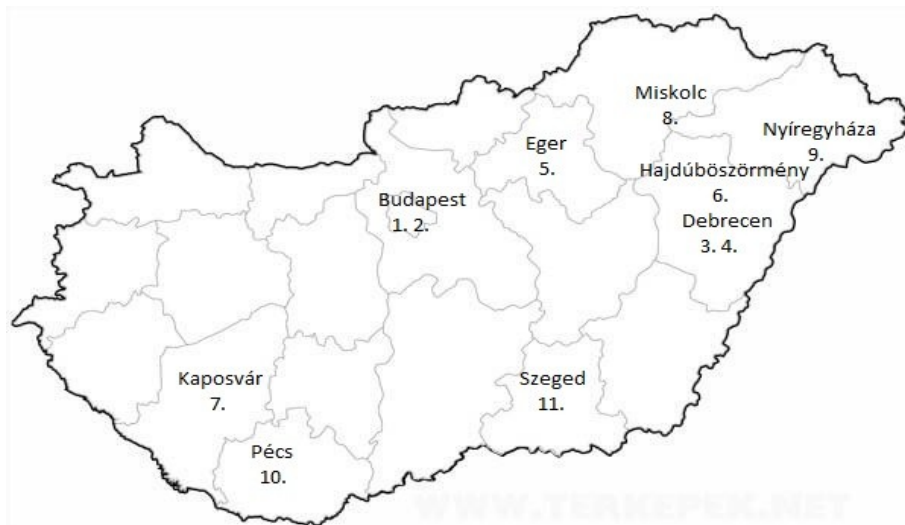 Miskolc
8.
Nyíregyháza
9.
Eger
5.
Hajdúböszörmény
6.
Budapest
1. 2.
Debrecen
3. 4.
Kaposvár
7.
Szeged
11.
Pécs
10.
WWW.TERKEPEK.NET